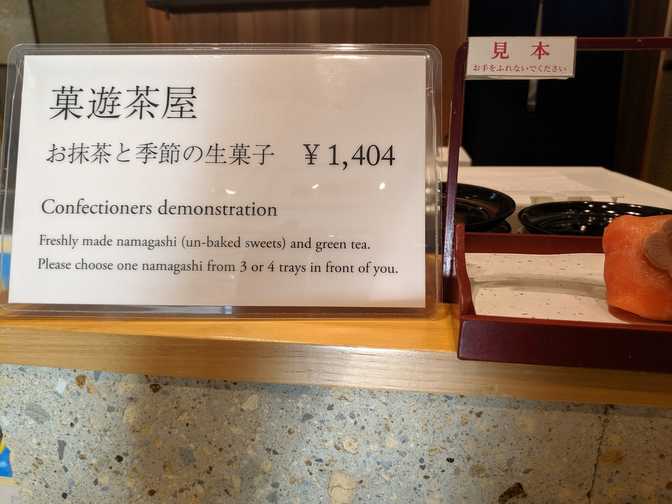 菓遊茶屋
お抹茶と季節の生菓子 ¥1,404
Confectioners demonstration
Freshly made namagashi (un-baked sweets) and green tea.
Please choose one namagashi from 3 or 4 trays in front of you.
見本
お手をふれないでください